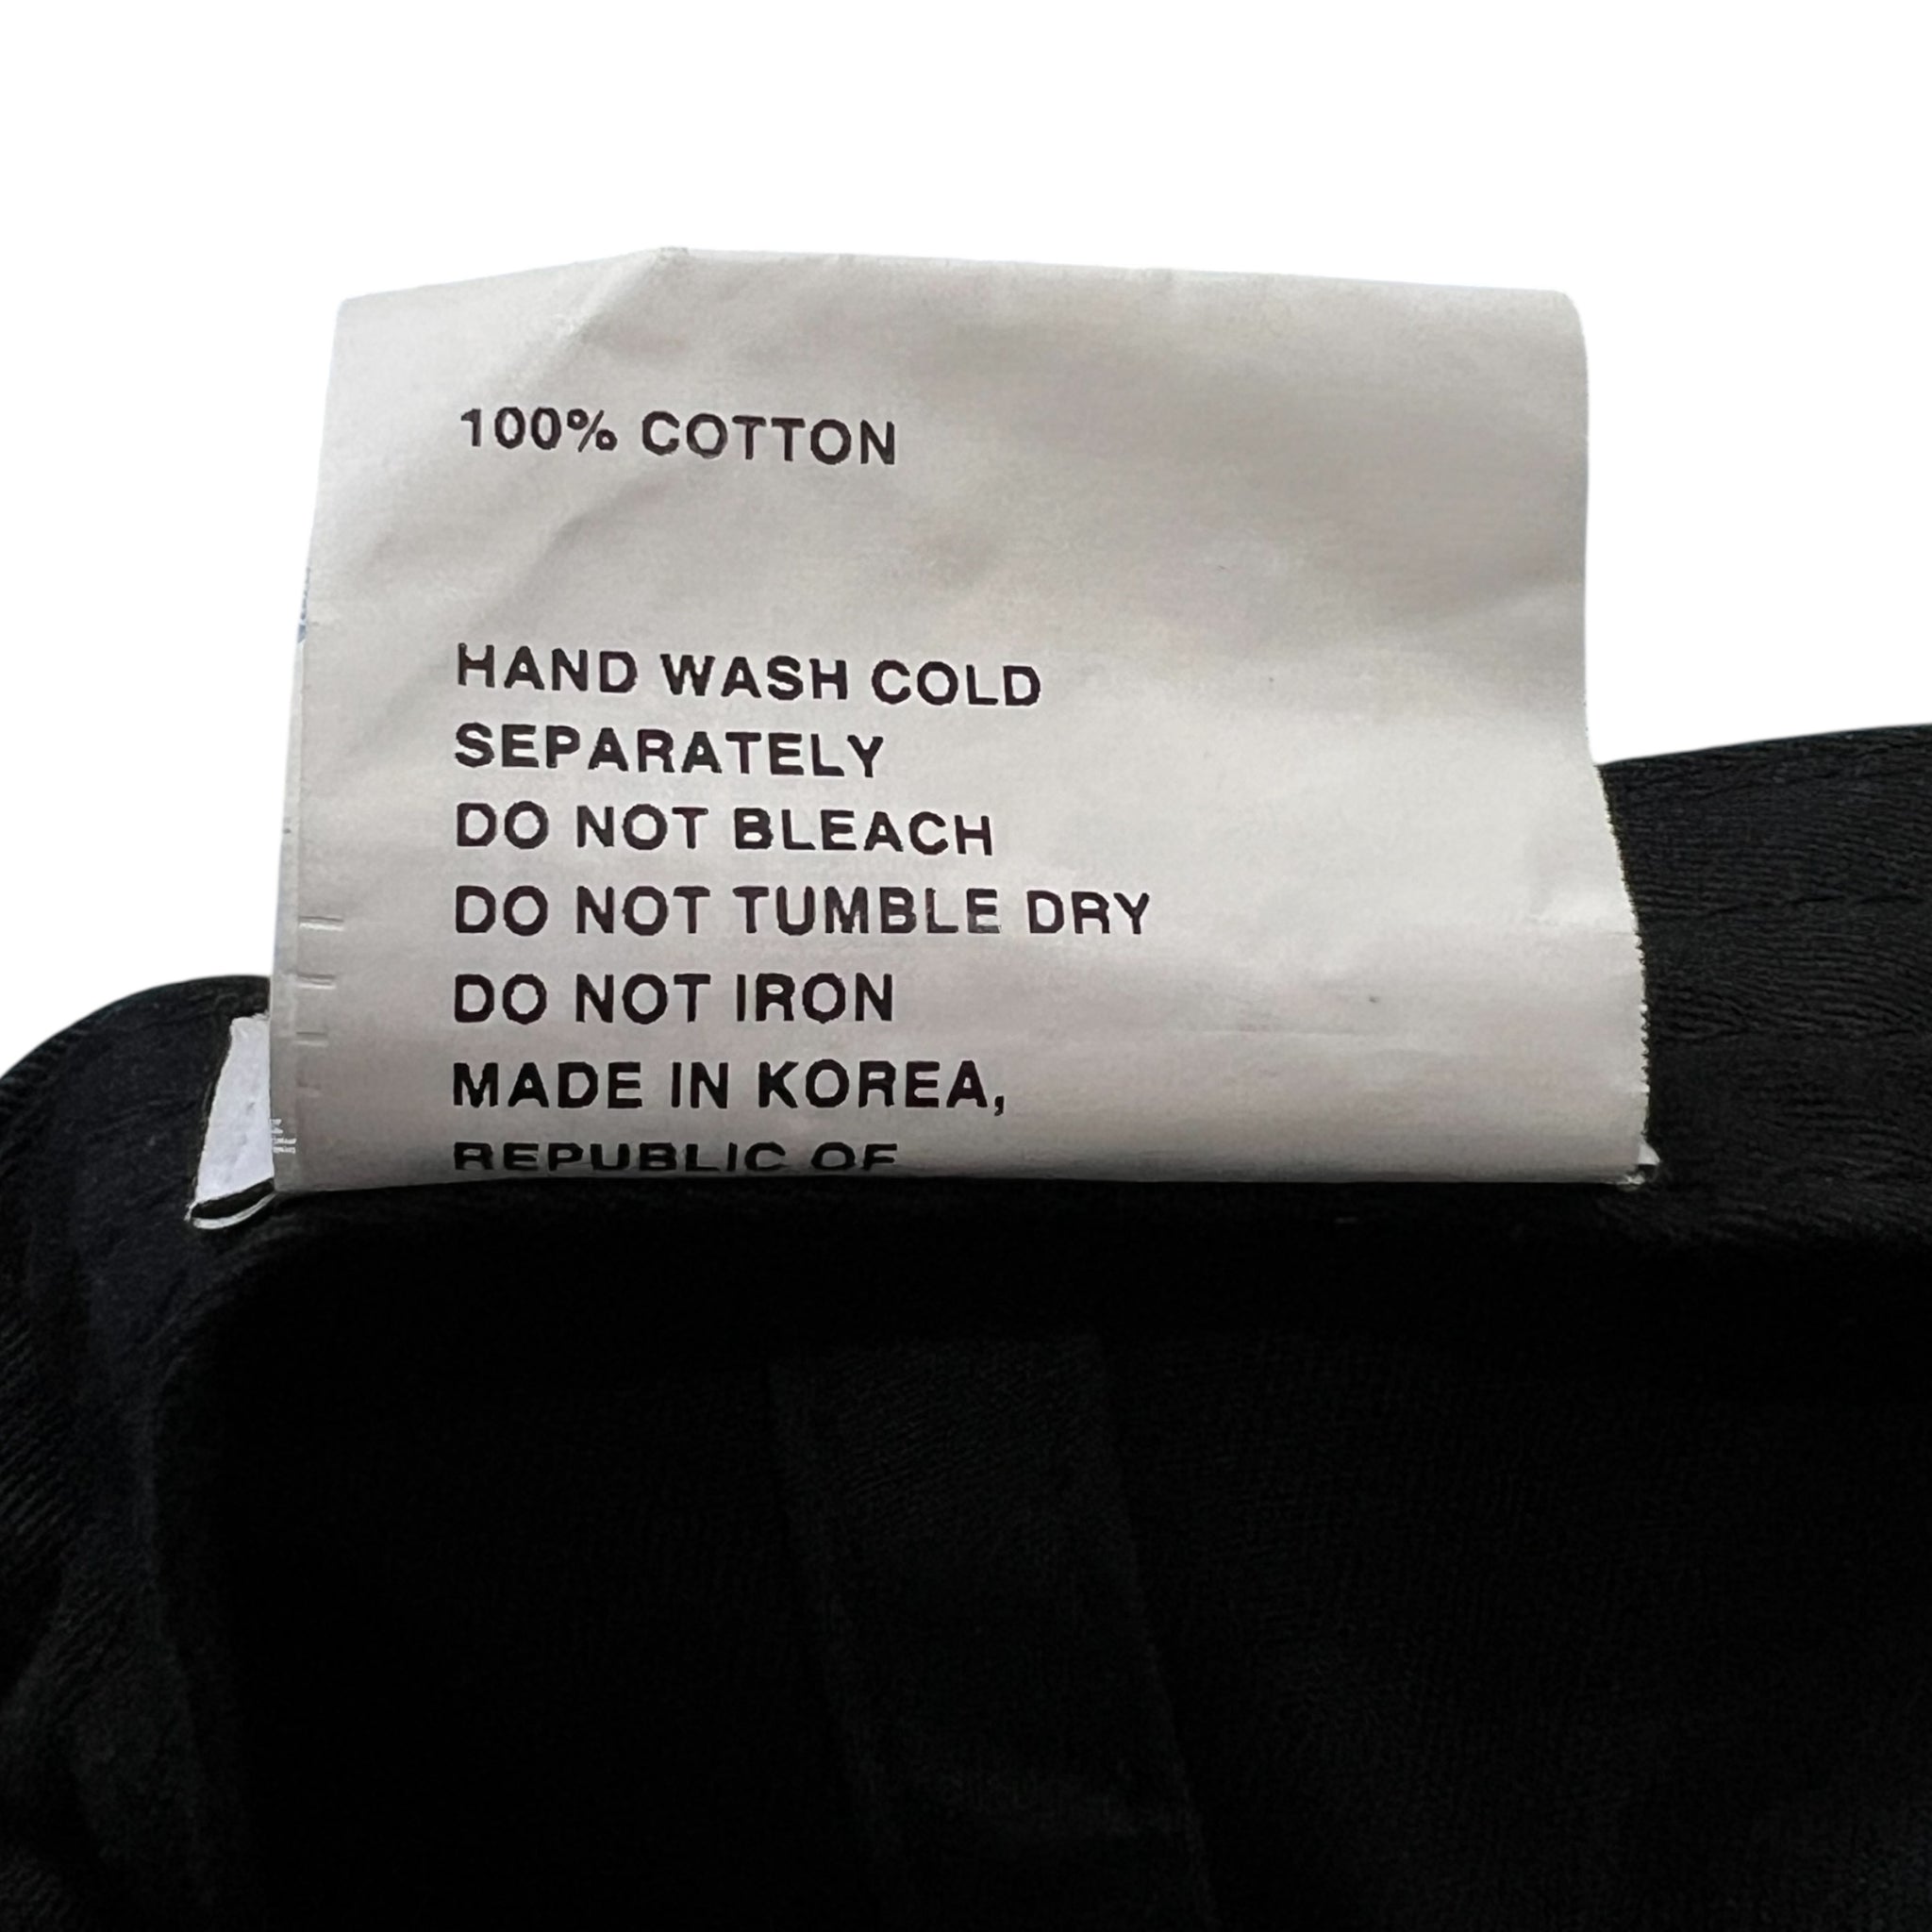 100% COTTON
HAND WASH COLD
SEPARATELY
DO NOT BLEACH
DO NOT TUMBLE DRY
DO NOT IRON
MADE IN KOREA,
REPUBLIC OF